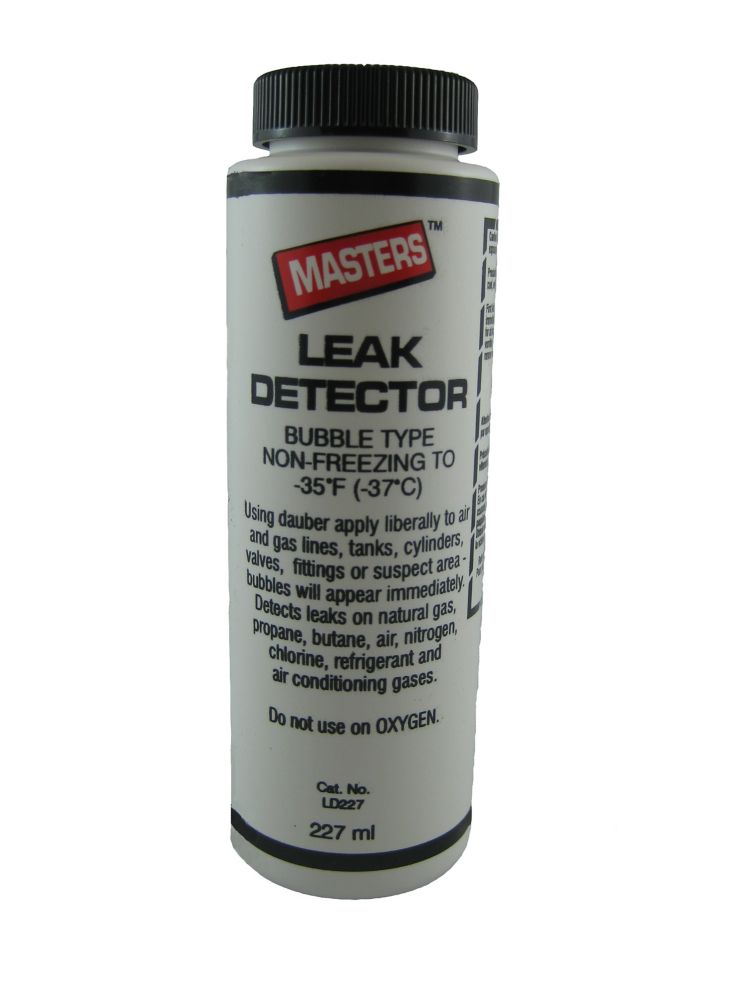 MASTERS™
LEAK
DETECTOR
BUBBLE TYPE
NON-FREEZING TO
-35°F (-37°C)
Using dauber apply liberally to air
and gas lines, tanks, cylinders,
valves, fittings or suspect area -
bubbles will appear immediately.
Detects leaks on natural gas,
propane, butane, air, nitrogen,
chlorine, refrigerant and
air conditioning gases.
Do not use on OXYGEN.
Cat. No.
LD227
227 ml